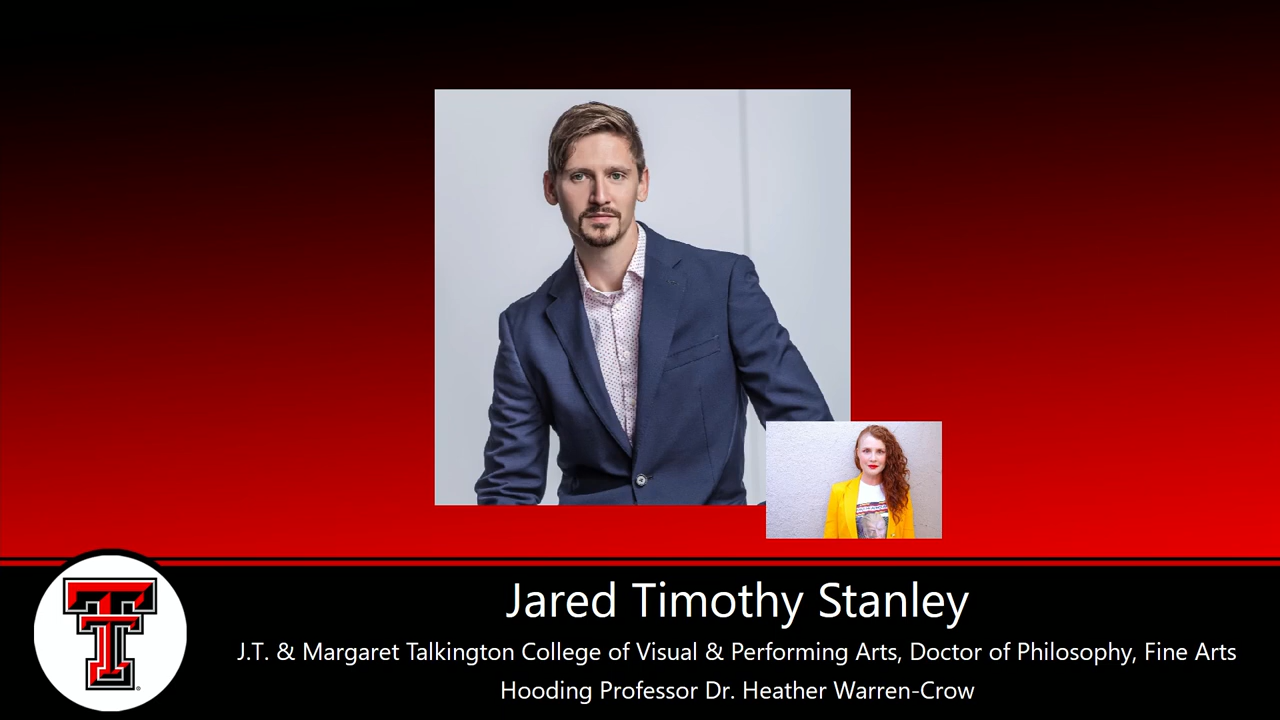 Jared Timothy Stanley
J.T. & Margaret Talkington College of Visual & Performing Arts, Doctor of Philosophy, Fine Arts
Hooding Professor Dr. Heather Warren-Crow